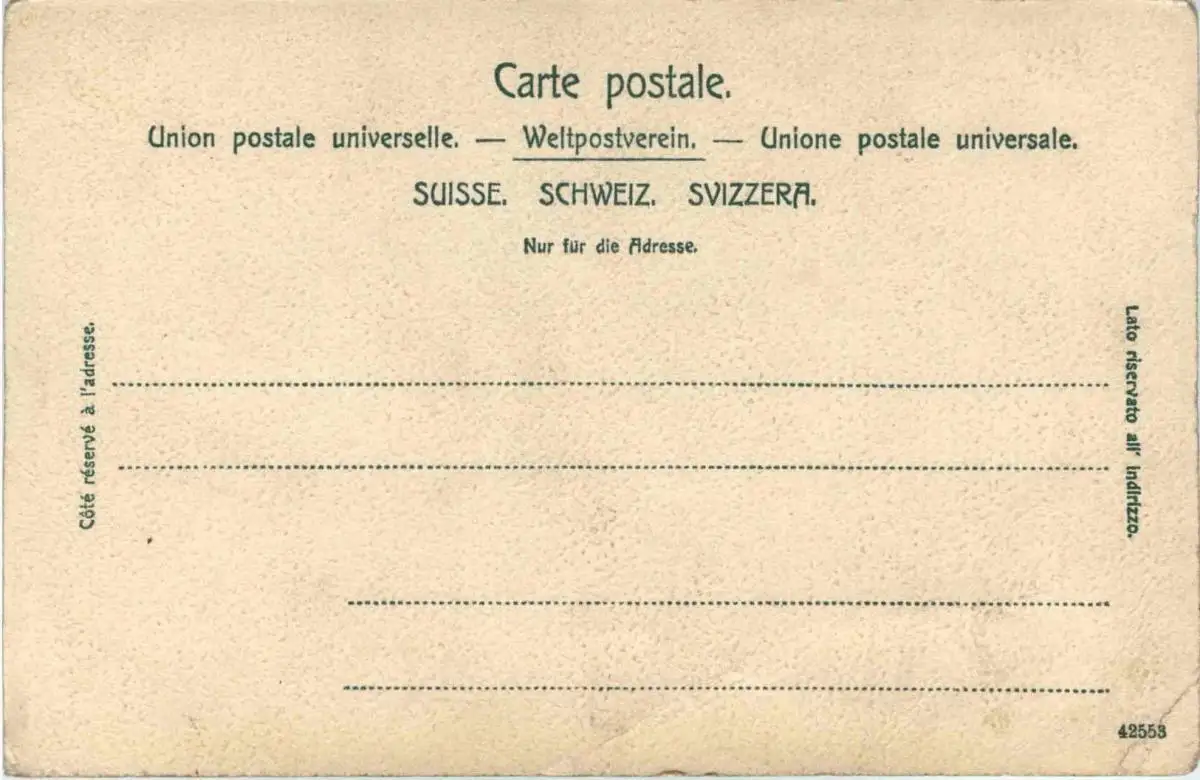 Carte postale.
Union postale universelle. — Weltpostverein. — Unione postale universale.
SUISSE. SCHWEIZ. SVIZZERA.
Nur für die Adresse.
Côté réservé à l'adresse.
Lato riservato all' indirizzo.
42553